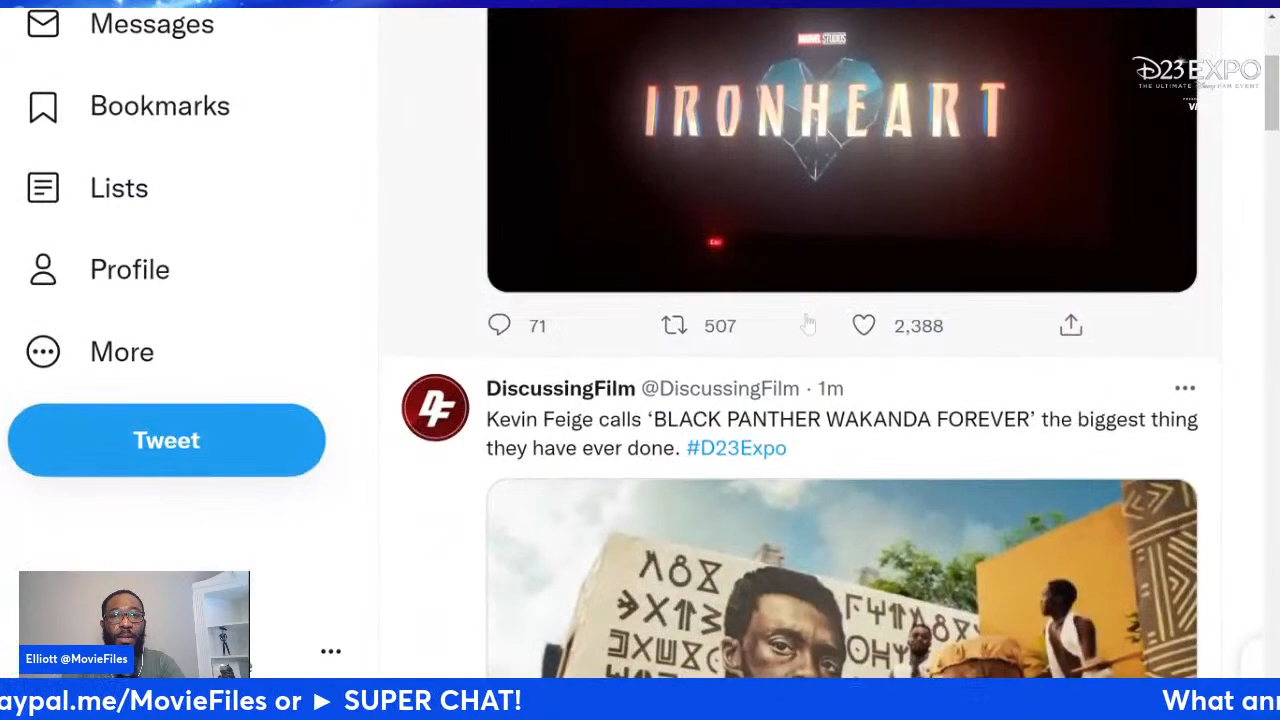 Messages
Bookmarks
Lists
Profile
More
Tweet
MARVEL STUDIOS
IRONHEART
D23 EXPO
THE ULTIMATE Disney FAN EVENT
71
507
2,388
DiscussingFilm @DiscussingFilm · 1m
Kevin Feige calls ‘BLACK PANTHER WAKANDA FOREVER’ the biggest thing
they have ever done. #D23Expo
Elliott @MovieFiles
aypal.me/MovieFiles or ► SUPER CHAT!
What ann